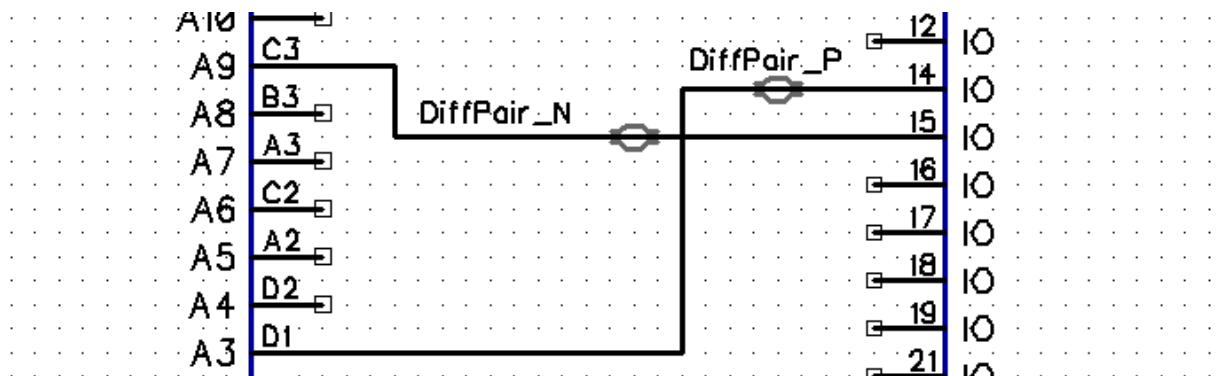 A10
12 IO
C3
A9
DiffPair_P
14 IO
B3
A8
DiffPair_N
15 IO
A3
A7
16 IO
C2
A6
17 IO
A2
A5
18 IO
D2
A4
19 IO
D1
A3
21 IO